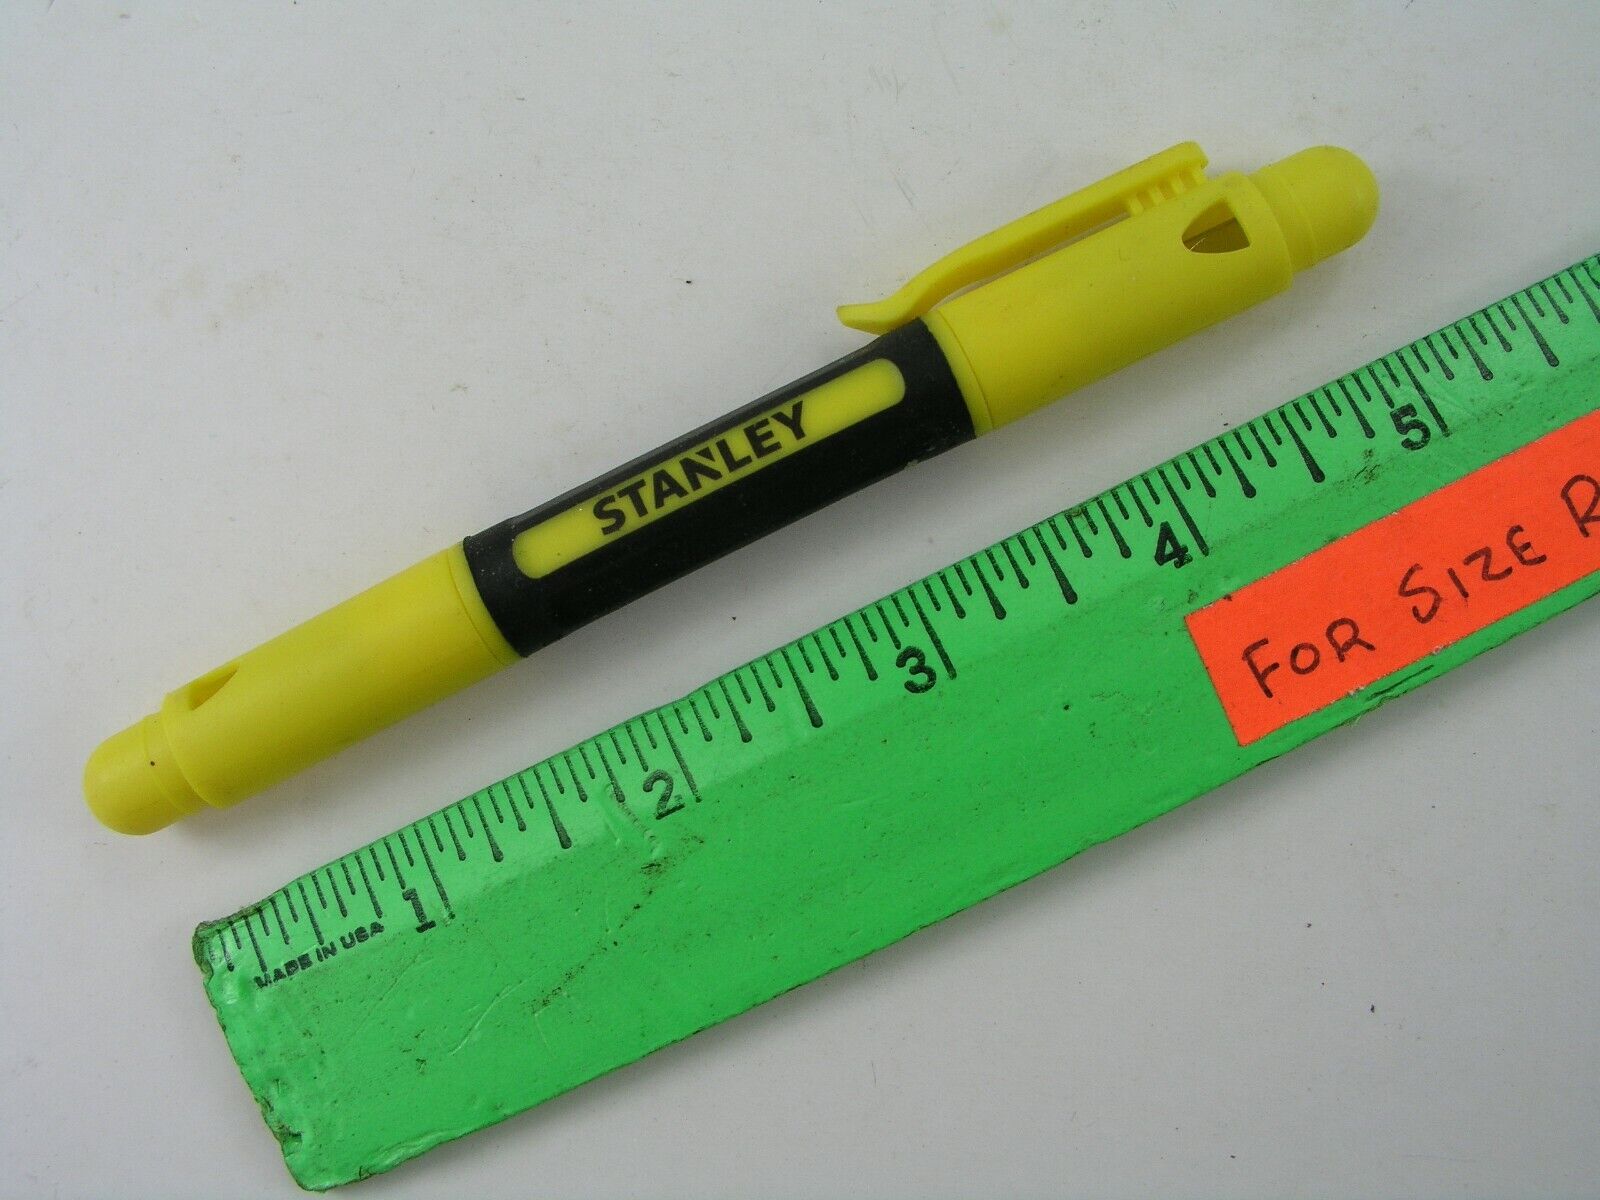 STANLEY
1 2 3 4 5
MADE IN USA
FOR SIZE